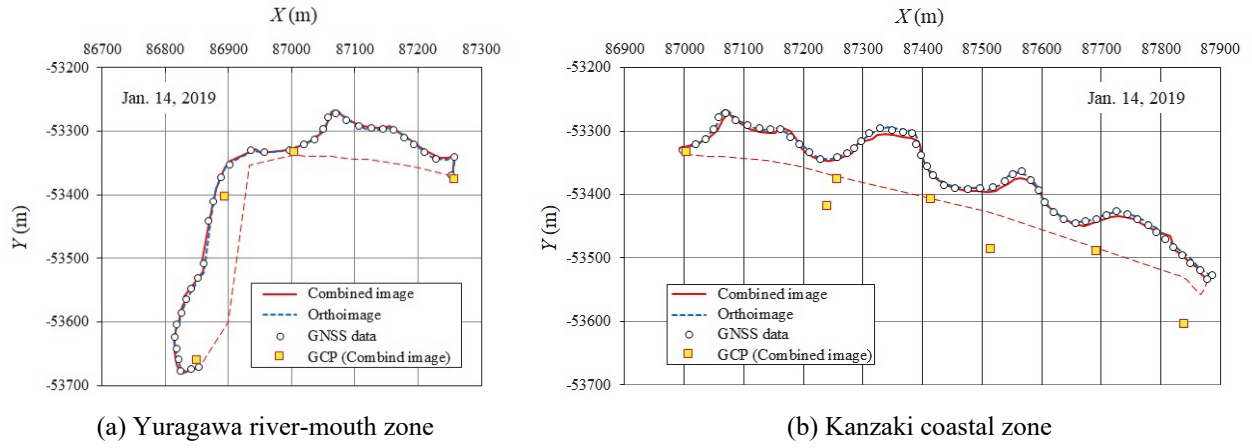 X (m)
86700 86800 86900 87000 87100 87200 87300
-53200
-53300
-53400
-53500
-53600
-53700
Y (m)
Jan. 14, 2019
Combined image
Orthoimage
GNSS data
GCP (Combind image)
(a) Yuragawa river-mouth zone
X (m)
86900 87000 87100 87200 87300 87400 87500 87600 87700 87800 87900
-53200
-53300
-53400
-53500
-53600
-53700
Y (m)
Jan. 14, 2019
Combined image
Orthoimage
GNSS data
GCP (Combined image)
(b) Kanzaki coastal zone